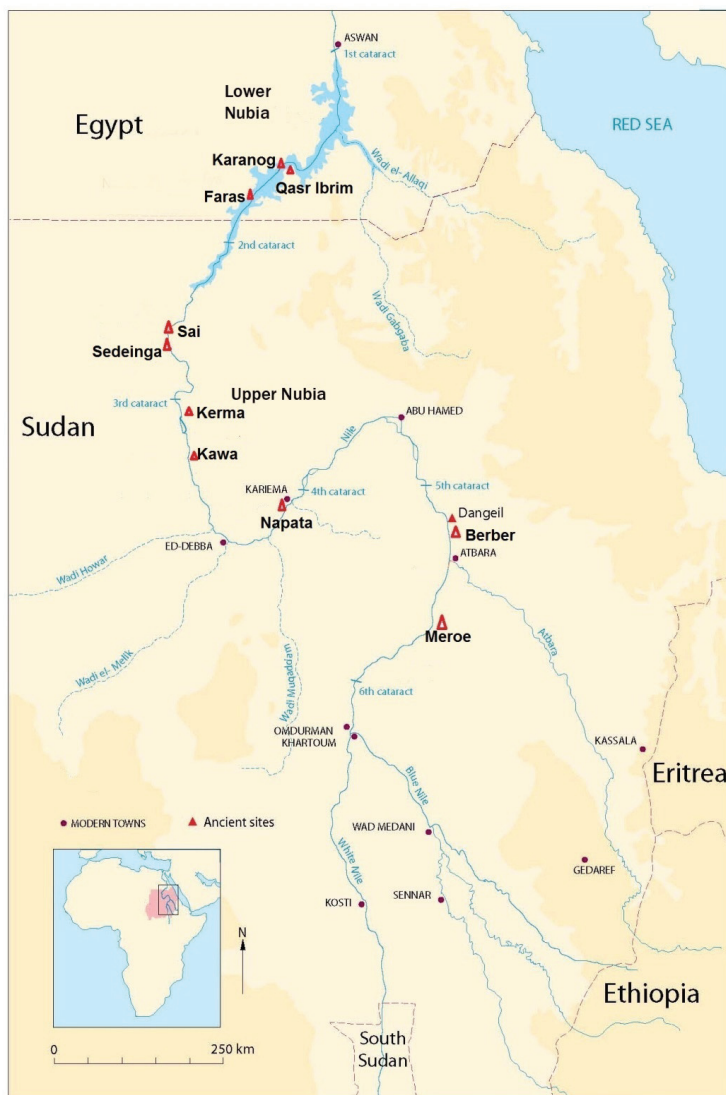 ASWAN
1st cataract
Lower
Nubia
Egypt
RED SEA
Karanog
Wadi el- Allaqi
Qasr Ibrim
Faras
2nd cataract
Wadi Gabgaba
Sai
Sedeinga
Upper Nubia
3rd cataract
Kerma
Sudan
ABU HAMED
Nile
Kawa
KARIEMA
4th cataract
5th cataract
Napata
Dangeil
Berber
ED-DEBBA
ATBARA
Wadi Howar
Wadi el- Melik
Wadi Muqaddam
Meroe
Atbara
6th cataract
OMDURMAN
KHARTOUM
KASSALA
Eritrea
Blue Nile
MODERN TOWNS
Ancient sites
WAD MEDANI
White Nile
GEDAREF
KOSTI
SENNAR
N
Ethiopia
South
Sudan
0
250 km